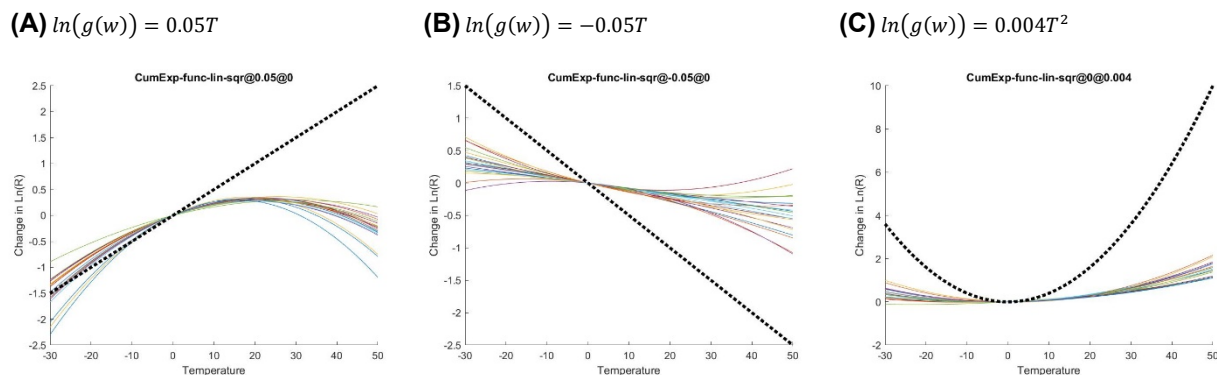 (A) ln(g(w)) = 0.05T
(B) ln(g(w)) = −0.05T
(C) ln(g(w)) = 0.004T²
CumExp-func-lin-sqr@0.05@0
2.5
2
1.5
1
0.5
0
-0.5
-1
-1.5
-2
-2.5
Change in Ln(R)
-30 -20 -10 0 10 20 30 40 50
Temperature
CumExp-func-lin-sqr@-0.05@0
1.5
1
0.5
0
-0.5
-1
-1.5
-2
-2.5
Change in Ln(R)
-30 -20 -10 0 10 20 30 40 50
Temperature
CumExp-func-lin-sqr@0@0.004
10
8
6
4
2
0
-2
Change in Ln(R)
-30 -20 -10 0 10 20 30 40 50
Temperature